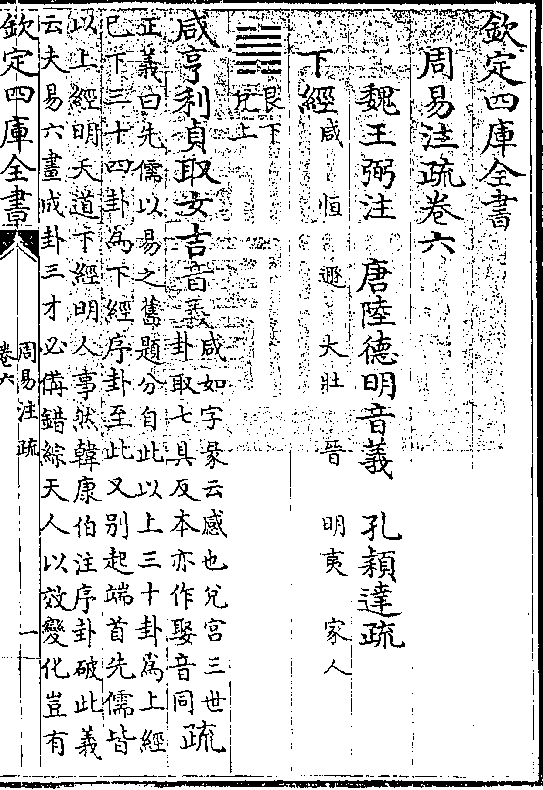 欽定四庫全書
周易注疏卷六
魏王弼注　唐陸德明音義　孔穎達疏
下經 咸　恒　遯　大壯　晉　明夷　家人
艮下
兌上
咸亨利貞取女吉 音義 咸如字彖云感也兌宮三世
卦取七具反本亦作娶音同 疏
正義曰先儒以易之舊題分自此以上三十卦為上經
已下三十四卦為下經序卦至此又別起端首先儒皆
以上經明天道下經明人事然韓康伯注序卦破此義
云夫易六畫成卦三才必備錯綜天人以效變化豈有
欽定四庫全書
周易注疏
卷六
一